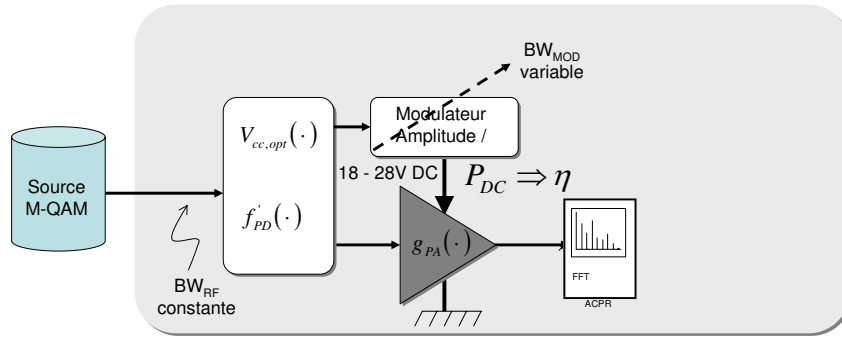 BW_MOD
variable
V_cc,opt(·)
Modulateur
Amplitude /
18 - 28V DC
P_DC ⇒ η
Source
M-QAM
f'_PD(·)
g_PA(·)
FFT
ACPR
BW_RF
constante